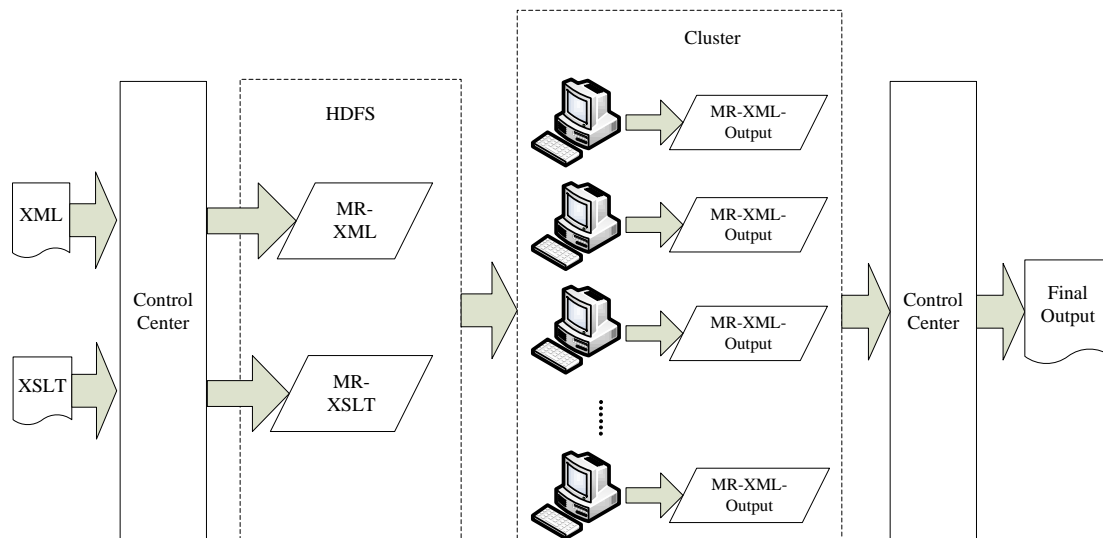 XML
XSLT
Control
Center
HDFS
MR-
XML
MR-
XSLT
Cluster
MR-XML-
Output
MR-XML-
Output
MR-XML-
Output
MR-XML-
Output
Control
Center
Final
Output